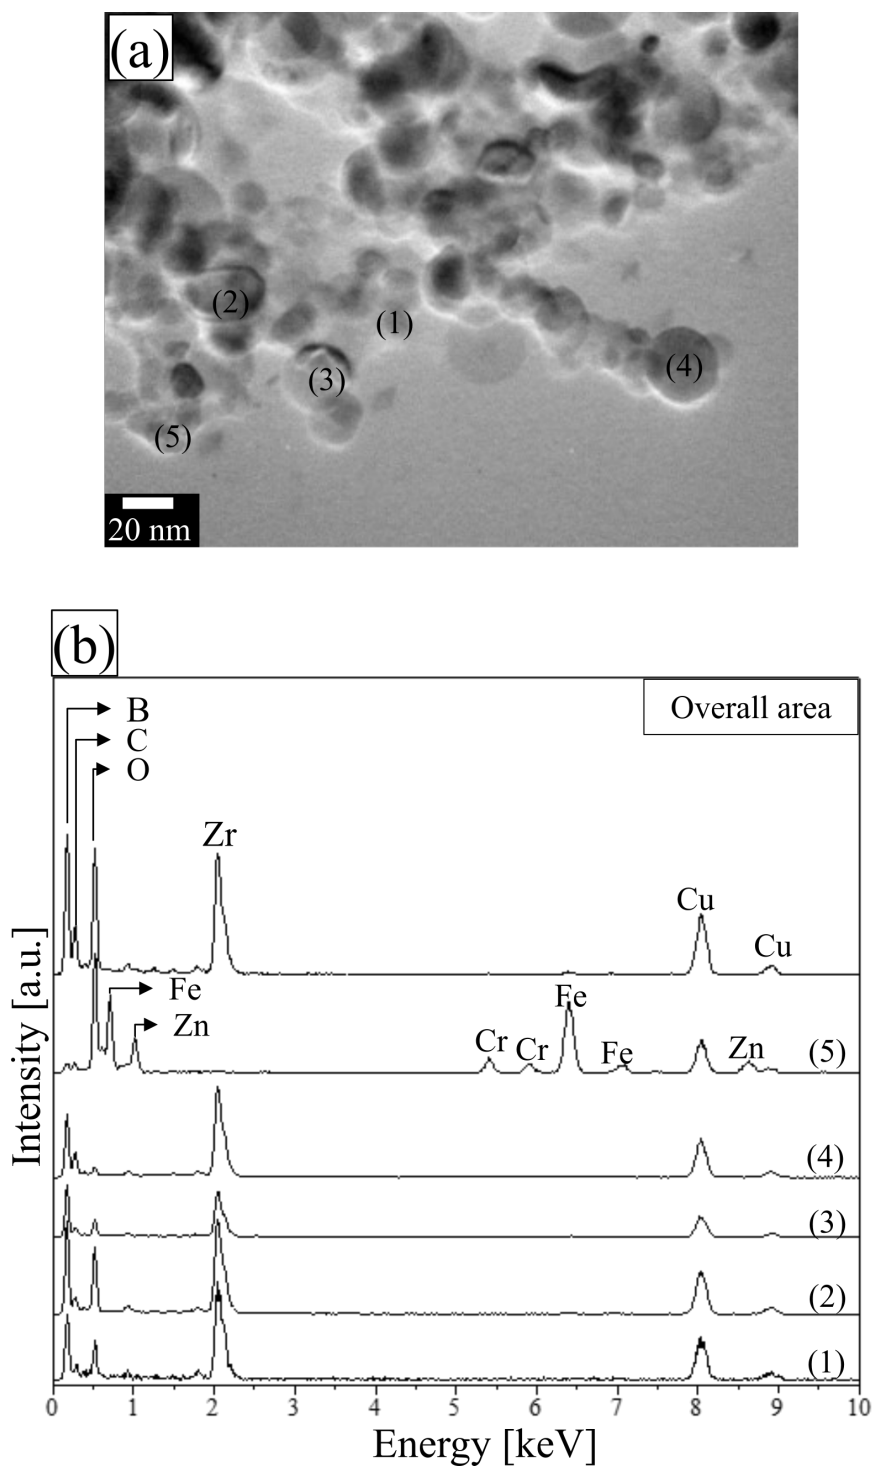 (a)
(2)
(1)
(3)
(4)
(5)
20 nm
(b)
Overall area
B
C
O
Zr
Cu
Cu
Fe
Zn
Fe
Cr
Cr
Fe
Zn
(5)
(4)
(3)
(2)
(1)
Intensity [a.u.]
0 1 2 3 4 5 6 7 8 9 10
Energy [keV]